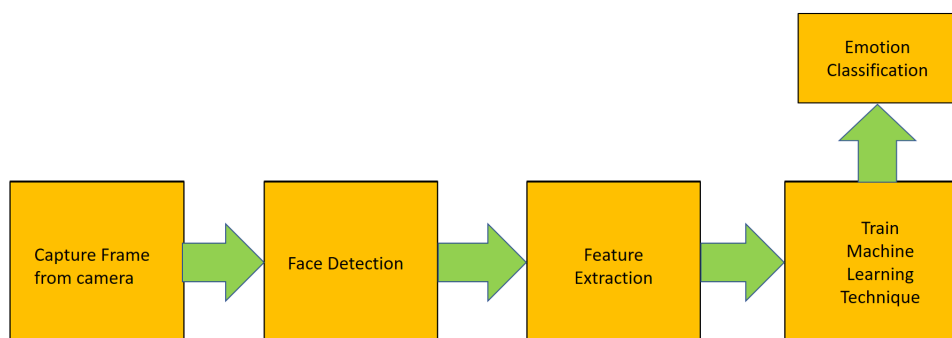 Emotion
Classification
Capture Frame
from camera
Face Detection
Feature
Extraction
Train
Machine
Learning
Technique